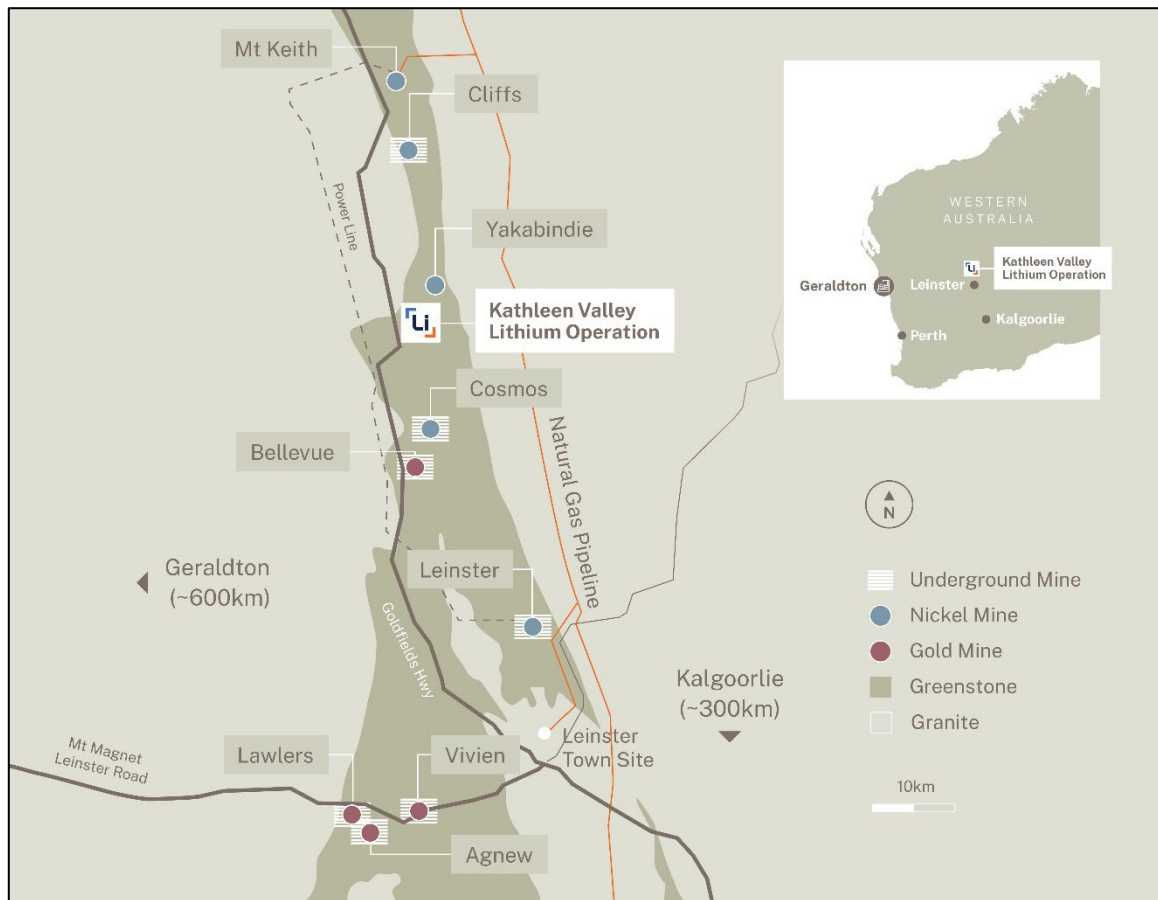 Mt Keith
Cliffs
Power Line
Yakabindie
Li
Kathleen Valley
Lithium Operation
Cosmos
Bellevue
Natural Gas Pipeline
Geraldton
(~600km)
Leinster
Goldfields Hwy
Kalgoorlie
(~300km)
Leinster
Town Site
Mt Magnet
Leinster Road
Lawlers
Vivien
Agnew
WESTERN
AUSTRALIA
Li
Kathleen Valley
Lithium Operation
Geraldton
Leinster
Kalgoorlie
Perth
N
Underground Mine
Nickel Mine
Gold Mine
Greenstone
Granite
10km